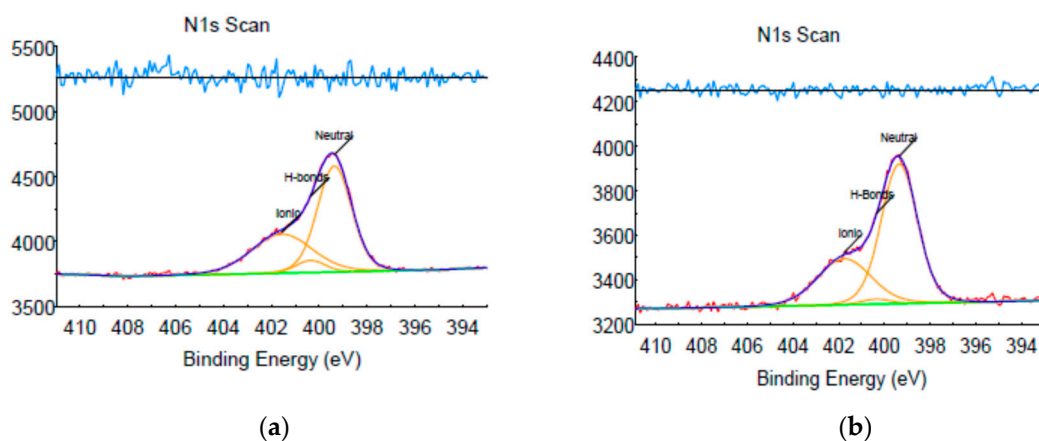 N1s Scan
5500
5000
4500
4000
3500
Neutral
H-bonds
Ionic
410 408 406 404 402 400 398 396 394
Binding Energy (eV)
(a)
N1s Scan
4400
4200
4000
3800
3600
3400
3200
Neutral
H-Bonds
Ionic
410 408 406 404 402 400 398 396 394
Binding Energy (eV)
(b)